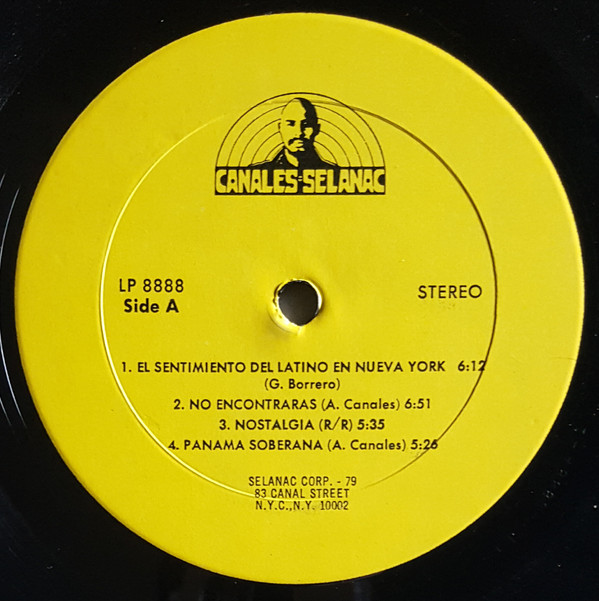 CANALES=SELANAC
LP 8888
Side A
STEREO
1. EL SENTIMIENTO DEL LATINO EN NUEVA YORK 6:12
(G. Borrero)
2. NO ENCONTRARAS (A. Canales) 6:51
3. NOSTALGIA (R/R) 5:35
4. PANAMA SOBERANA (A. Canales) 5:26
SELANAC CORP. - 79
83 CANAL STREET
N.Y.C.,N.Y. 10002